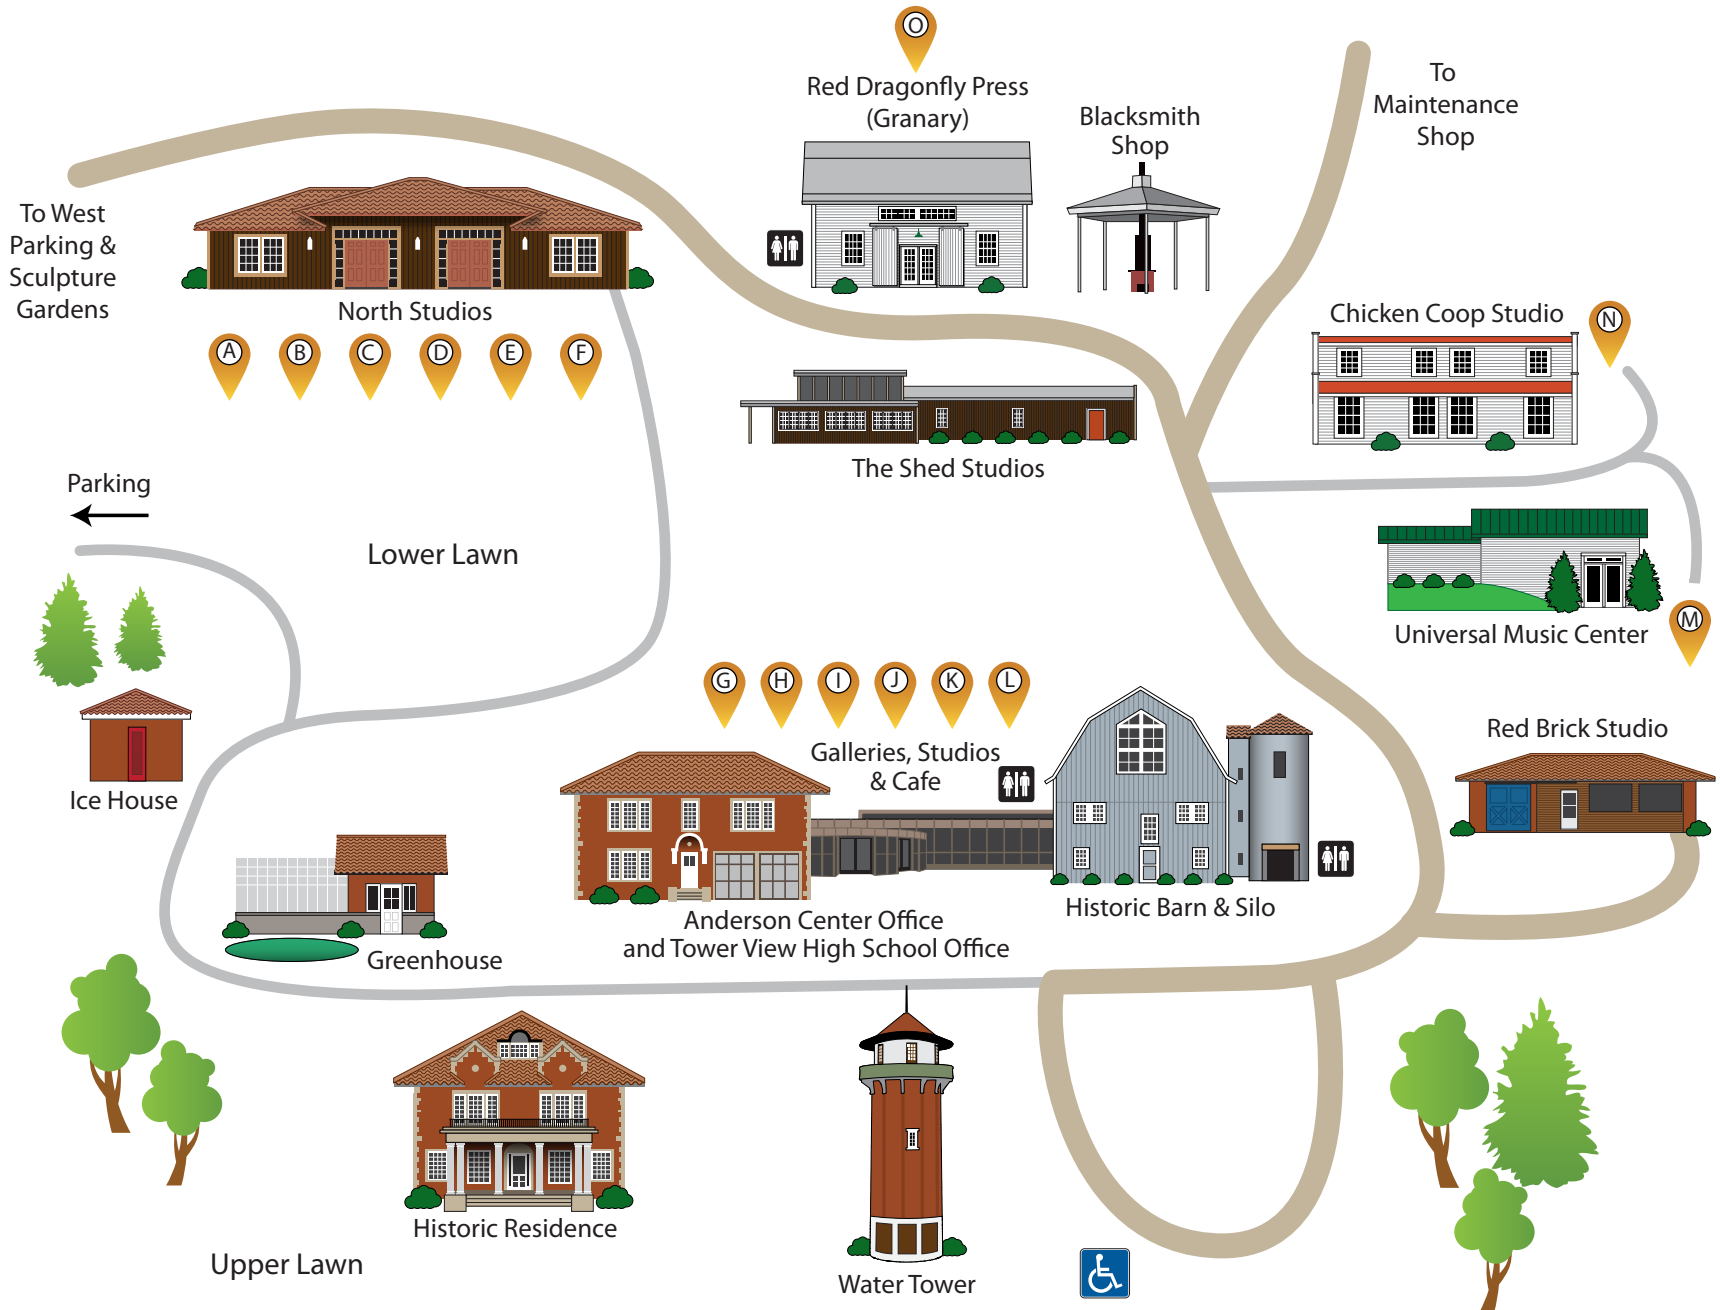 O
Red Dragonfly Press
(Granary)
Blacksmith
Shop
To
Maintenance
Shop
To West
Parking &
Sculpture
Gardens
North Studios
A B C D E F
Chicken Coop Studio
N
The Shed Studios
Parking
Lower Lawn
Universal Music Center
M
Ice House
G H I J K L
Galleries, Studios
& Cafe
Red Brick Studio
Greenhouse
Anderson Center Office
and Tower View High School Office
Historic Barn & Silo
Historic Residence
Upper Lawn
Water Tower